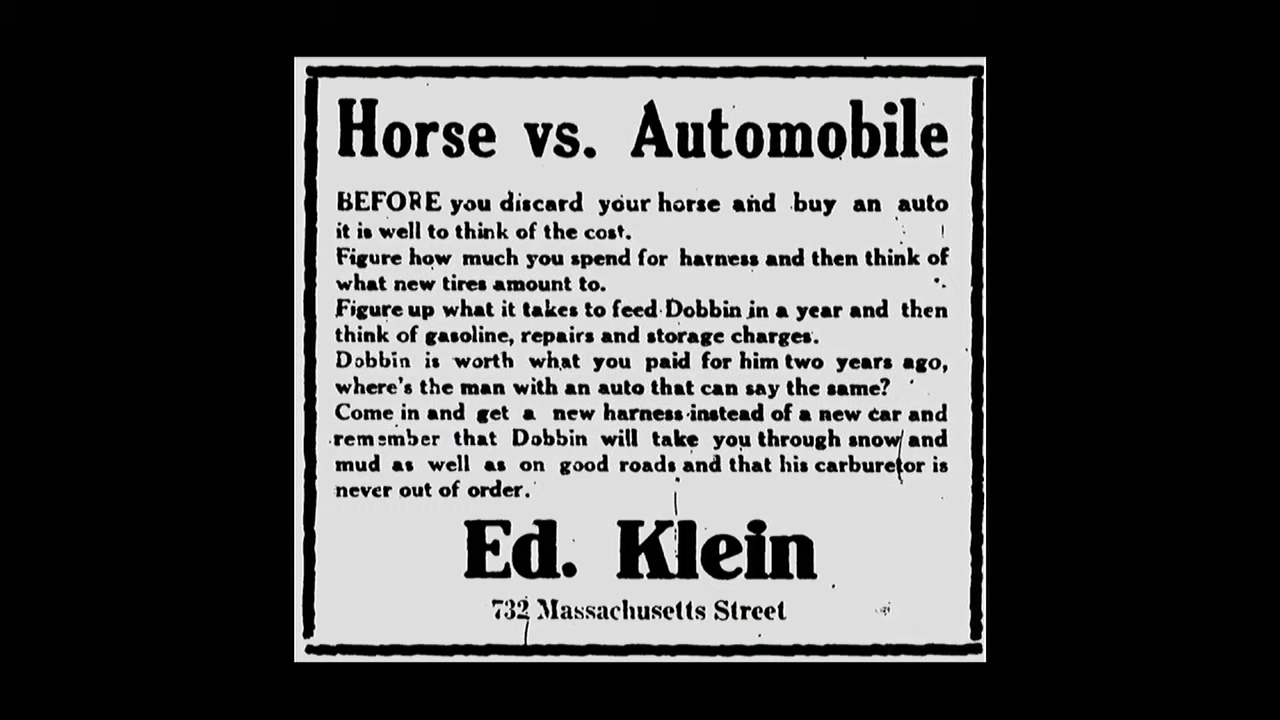 Horse vs. Automobile
BEFORE you discard your horse and buy an auto
it is well to think of the cost.
Figure how much you spend for harness and then think of
what new tires amount to.
Figure up what it takes to feed Dobbin in a year and then
think of gasoline, repairs and storage charges.
Dobbin is worth what you paid for him two years ago,
where's the man with an auto that can say the same?
Come in and get a new harness instead of a new car and
remember that Dobbin will take you through snow and
mud as well as on good roads and that his carburetor is
never out of order.
Ed. Klein
732 Massachusetts Street